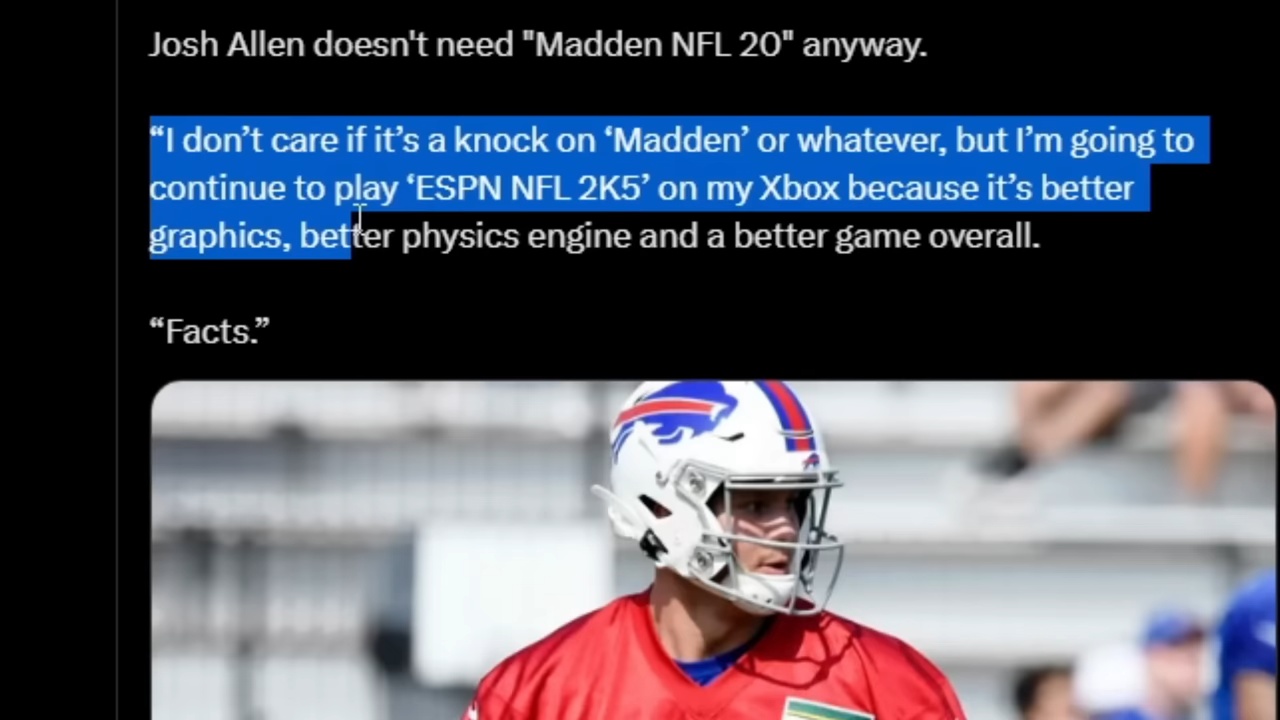 Josh Allen doesn't need "Madden NFL 20" anyway.
“I don’t care if it’s a knock on ‘Madden’ or whatever, but I’m going to
continue to play ‘ESPN NFL 2K5’ on my Xbox because it’s better
graphics, better physics engine and a better game overall.
“Facts.”